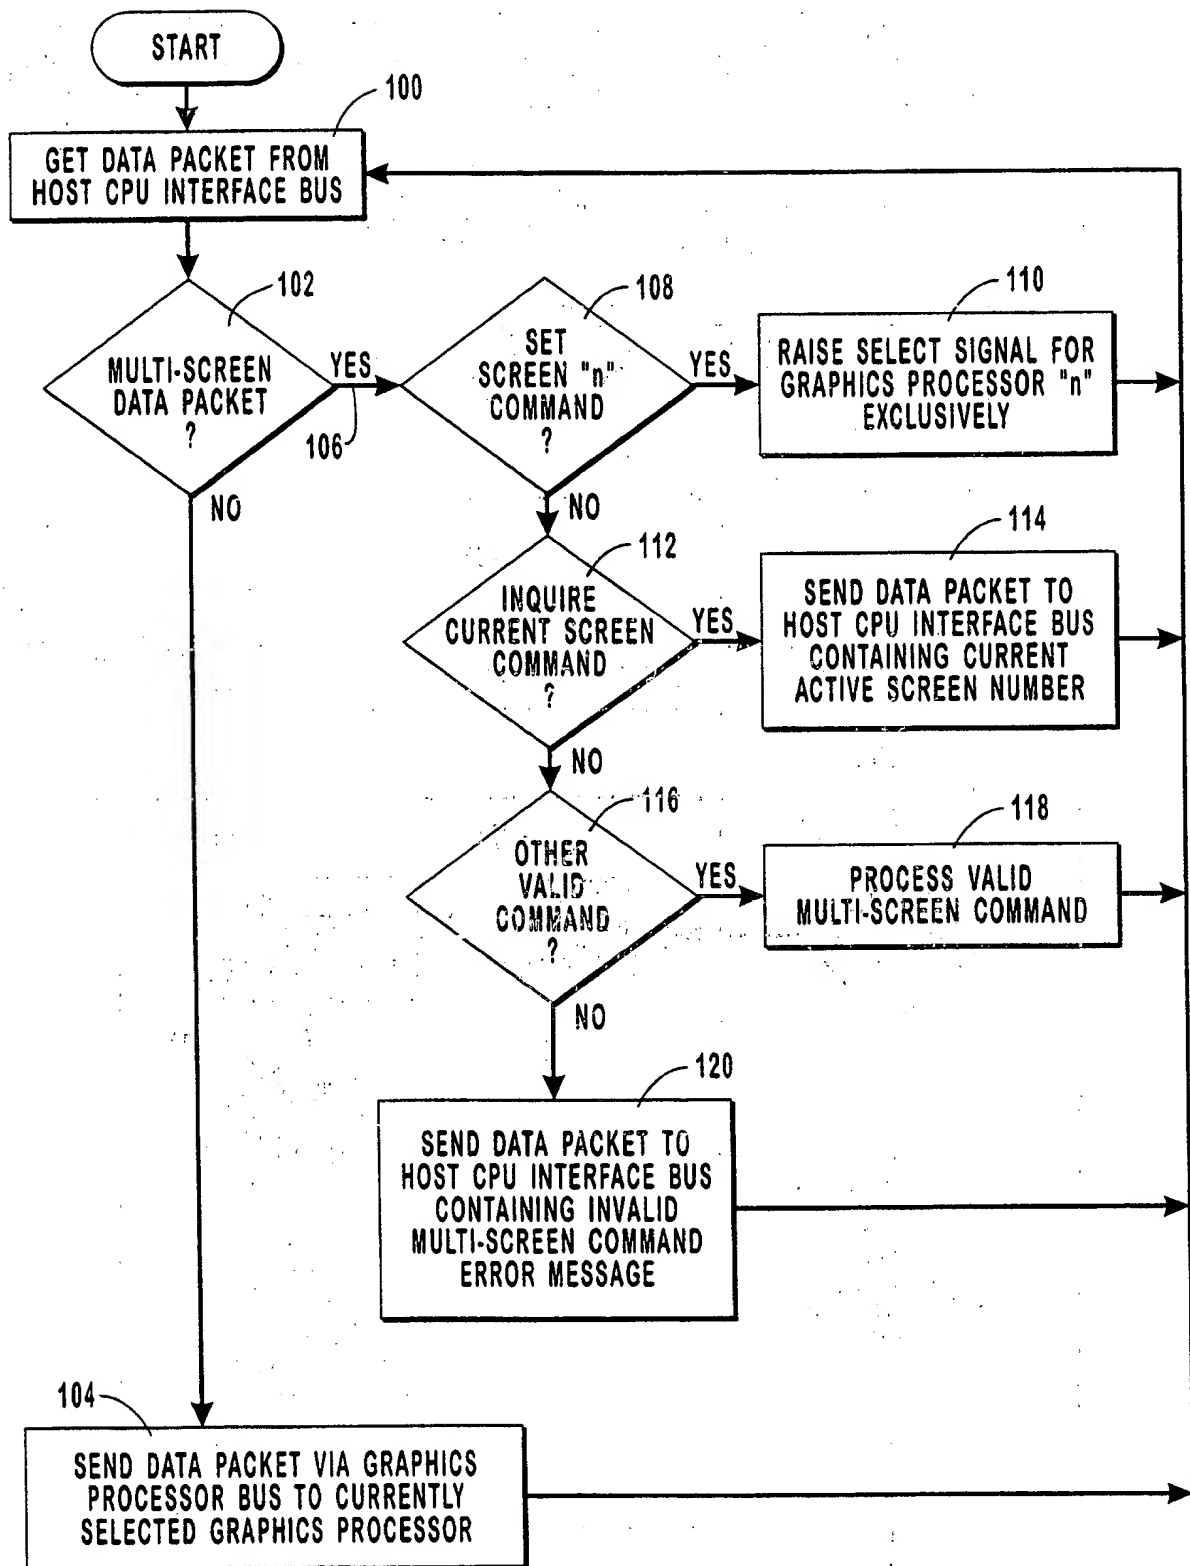 START
100
GET DATA PACKET FROM
HOST CPU INTERFACE BUS
102
MULTI-SCREEN
DATA PACKET
?
YES
106
NO
108
SET
SCREEN "n"
COMMAND
?
YES
NO
110
RAISE SELECT SIGNAL FOR
GRAPHICS PROCESSOR "n"
EXCLUSIVELY
112
INQUIRE
CURRENT SCREEN
COMMAND
?
YES
NO
114
SEND DATA PACKET TO
HOST CPU INTERFACE BUS
CONTAINING CURRENT
ACTIVE SCREEN NUMBER
116
OTHER
VALID
COMMAND
?
YES
NO
118
PROCESS VALID
MULTI-SCREEN COMMAND
120
SEND DATA PACKET TO
HOST CPU INTERFACE BUS
CONTAINING INVALID
MULTI-SCREEN COMMAND
ERROR MESSAGE
104
SEND DATA PACKET VIA GRAPHICS
PROCESSOR BUS TO CURRENTLY
SELECTED GRAPHICS PROCESSOR